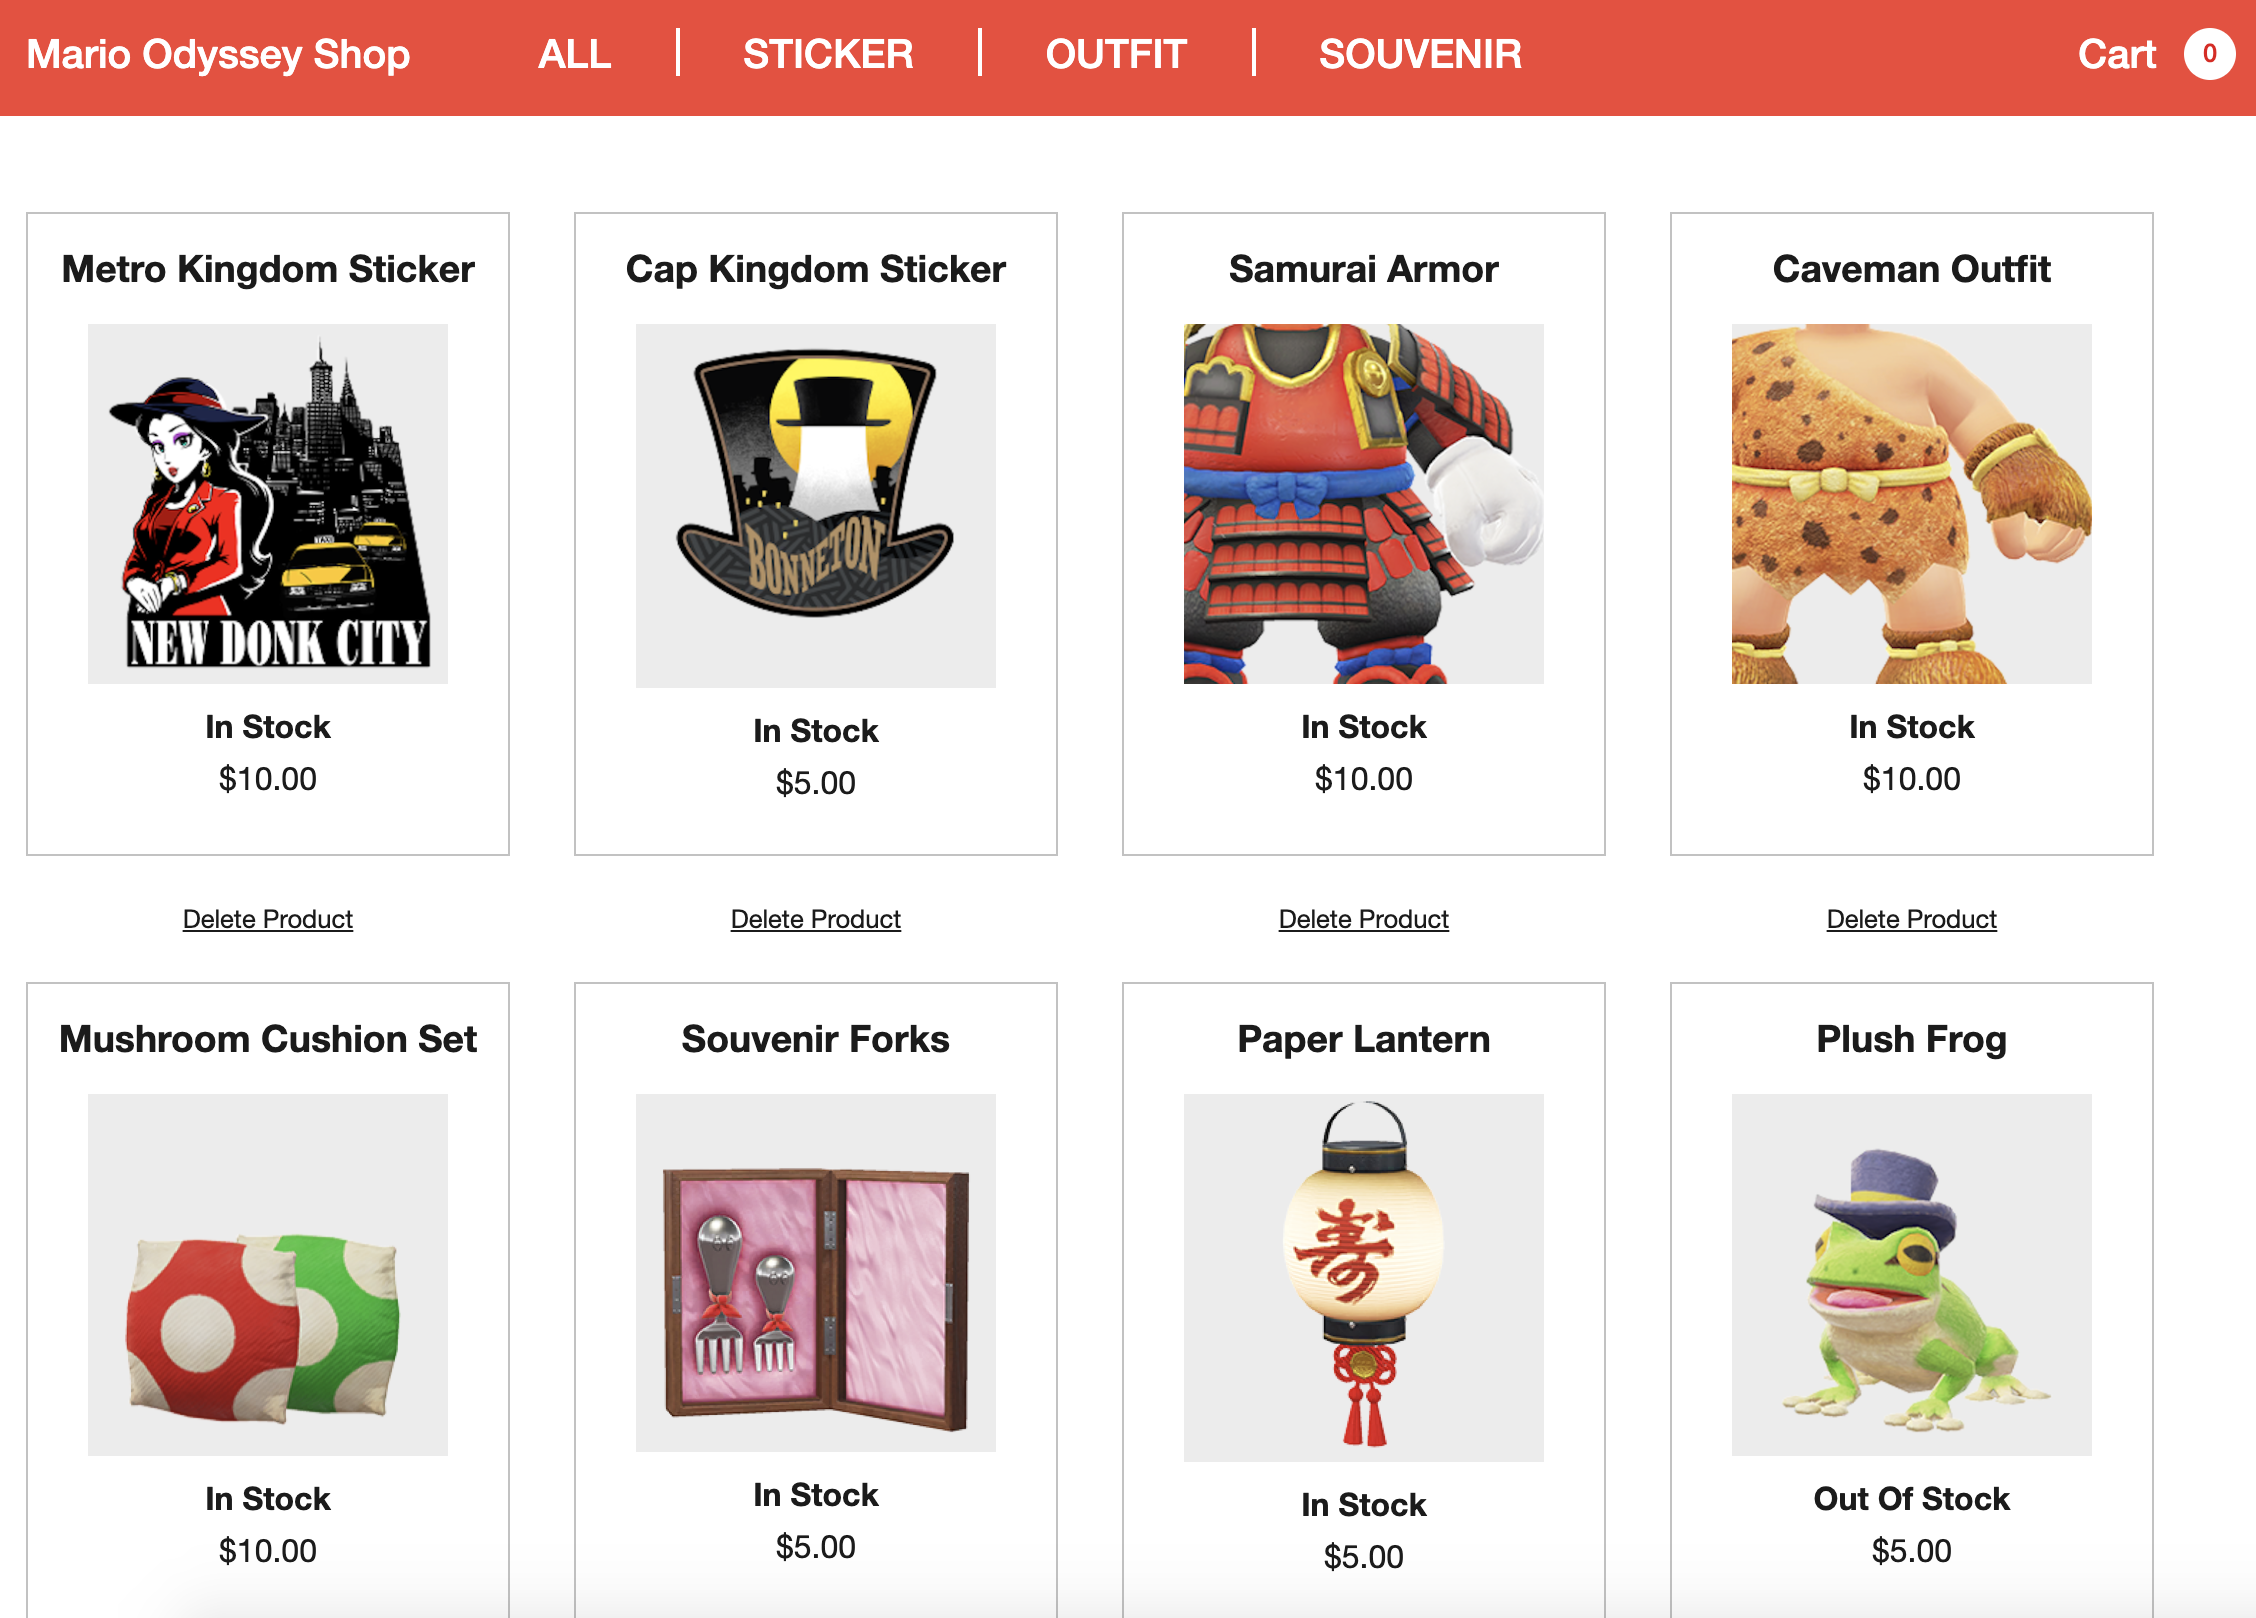 Mario Odyssey Shop
ALL
STICKER
OUTFIT
SOUVENIR
Cart 0
Metro Kingdom Sticker
NEW DONK CITY
TAXI
In Stock
$10.00
Delete Product
Cap Kingdom Sticker
BONNETON
In Stock
$5.00
Delete Product
Samurai Armor
In Stock
$10.00
Delete Product
Caveman Outfit
In Stock
$10.00
Delete Product
Mushroom Cushion Set
In Stock
$10.00
Souvenir Forks
In Stock
$5.00
Paper Lantern
寿
In Stock
$5.00
Plush Frog
Out Of Stock
$5.00